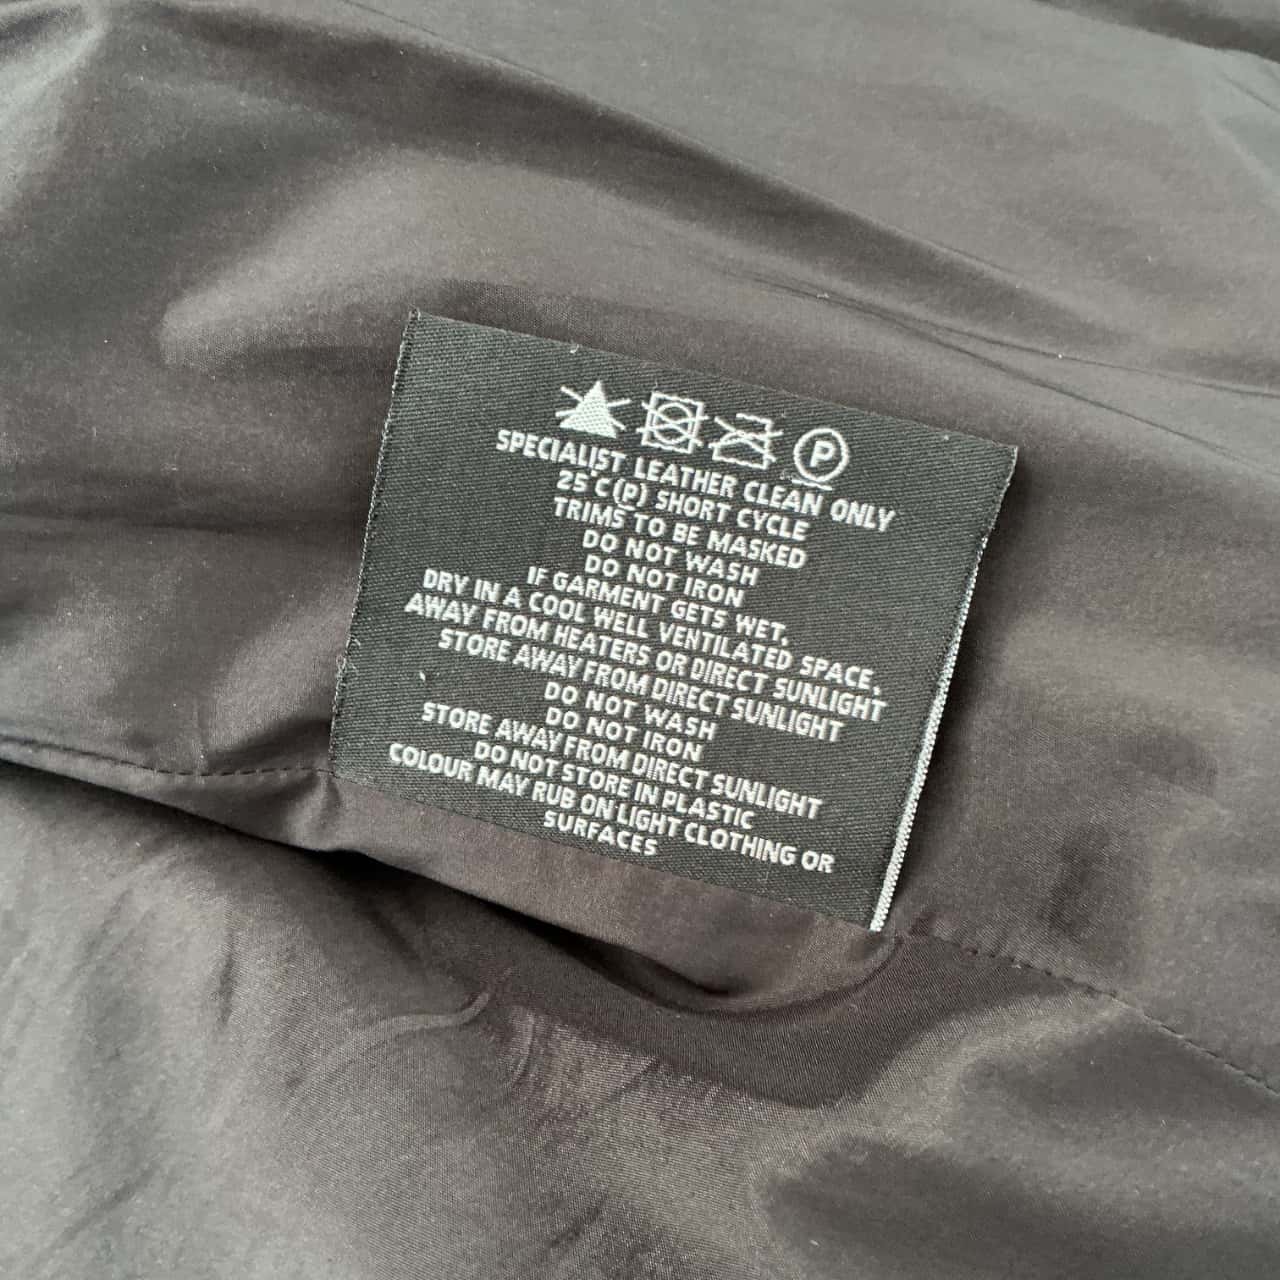 P
SPECIALIST LEATHER CLEAN ONLY
25°C(P) SHORT CYCLE
TRIMS TO BE MASKED
DO NOT WASH
DO NOT IRON
IF GARMENT GETS WET,
DRY IN A COOL WELL VENTILATED SPACE,
AWAY FROM HEATERS OR DIRECT SUNLIGHT
STORE AWAY FROM DIRECT SUNLIGHT
DO NOT WASH
DO NOT IRON
STORE AWAY FROM DIRECT SUNLIGHT
DO NOT STORE IN PLASTIC
COLOUR MAY RUB ON LIGHT CLOTHING OR
SURFACES